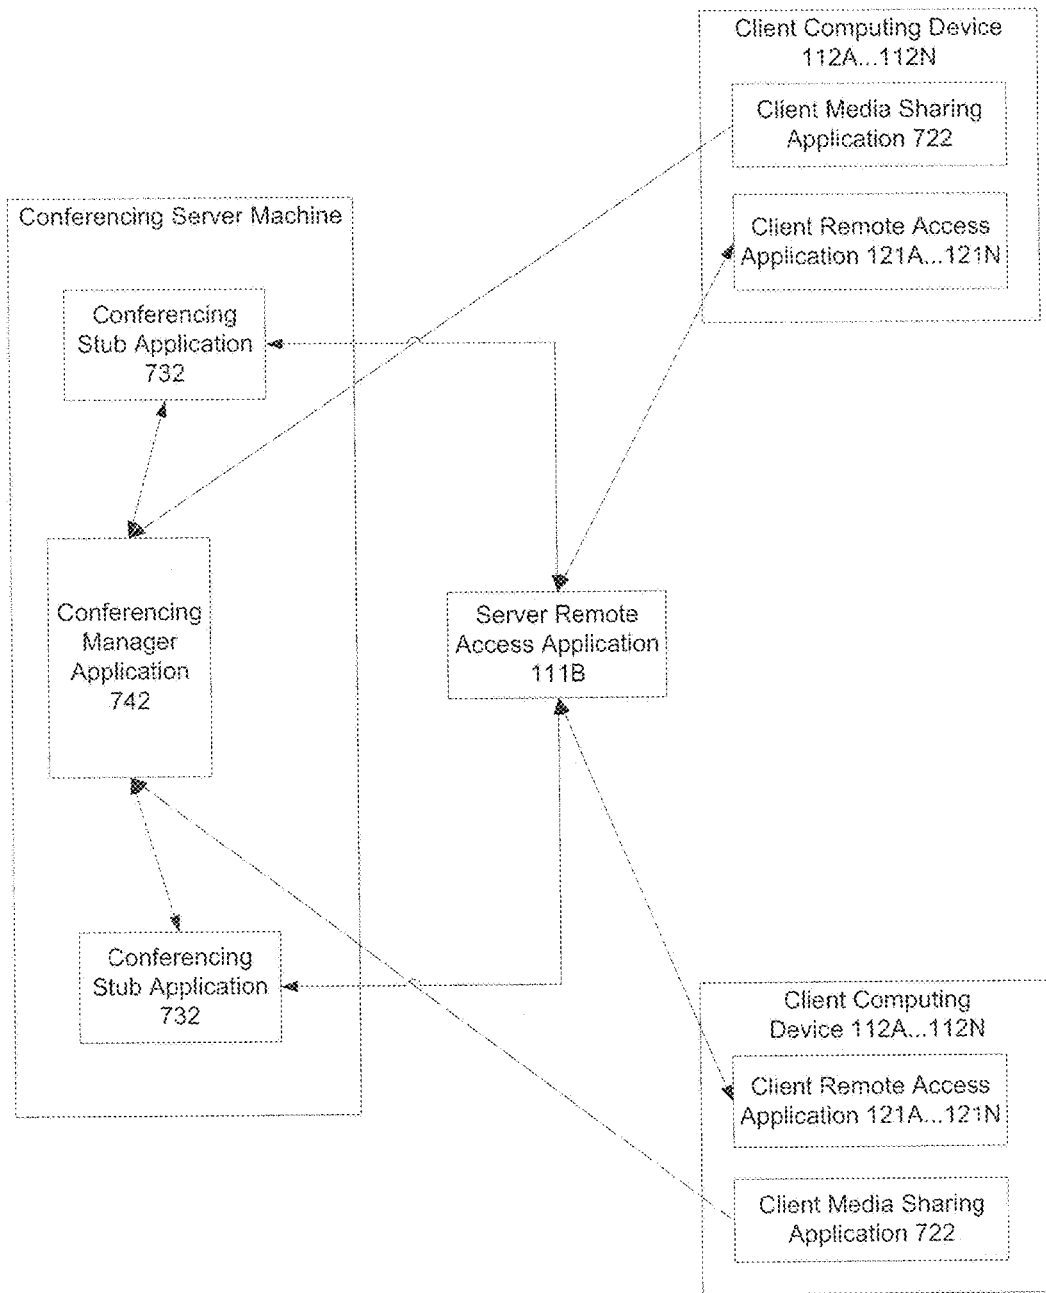 Client Computing Device
112A...112N
Client Media Sharing
Application 722
Client Remote Access
Application 121A...121N
Conferencing Server Machine
Conferencing
Stub Application
732
Conferencing
Manager
Application
742
Server Remote
Access Application
111B
Conferencing
Stub Application
732
Client Computing
Device 112A...112N
Client Remote Access
Application 121A...121N
Client Media Sharing
Application 722